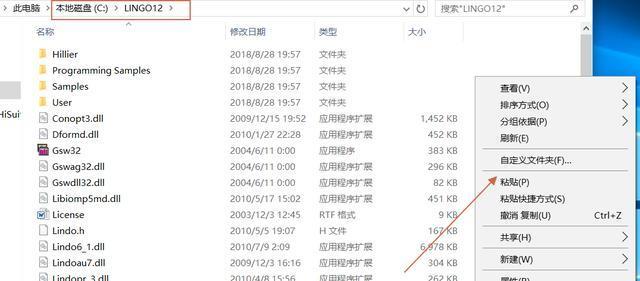 此电脑 > 本地磁盘 (C:) > LINGO12 >
搜索"LINGO12"
名称 修改日期 类型 大小
Hillier 2018/8/28 19:57 文件夹
Programming Samples 2018/8/28 19:57 文件夹
Samples 2018/8/28 19:57 文件夹
User 2018/8/28 19:57 文件夹
HiSuit
Conopt3.dll 2009/12/15 19:52 应用程序扩展 1,452 KB
Dformd.dll 2010/1/27 22:28 应用程序扩展 452 KB
Gsw32 2004/6/11 0:00 应用程序 383 KB
Gswag32.dll 2004/6/11 0:00 应用程序扩展 296 KB
Gswdll32.dll 2004/6/11 0:00 应用程序扩展 82 KB
Libiomp5md.dll 2010/5/17 15:02 应用程序扩展 451 KB
License 2003/12/3 12:45 RTF 格式 9 KB
Lindo.h 2010/5/5 19:07 H 文件 167 KB
Lindo6_1.dll 2010/7/9 2:09 应用程序扩展 6,978 KB
Lindoau7.dll 2009/12/3 19:16 应用程序扩展 304 KB
Lindopr_3.dll 2010/4/8 15:56 应用程序扩展 262 KB
查看(V)
排序方式(O)
分组依据(P)
刷新(E)
自定义文件夹(F)...
粘贴(P)
粘贴快捷方式(S)
撤消 复制(U) Ctrl+Z
共享(H)
新建(W)
属性(R)